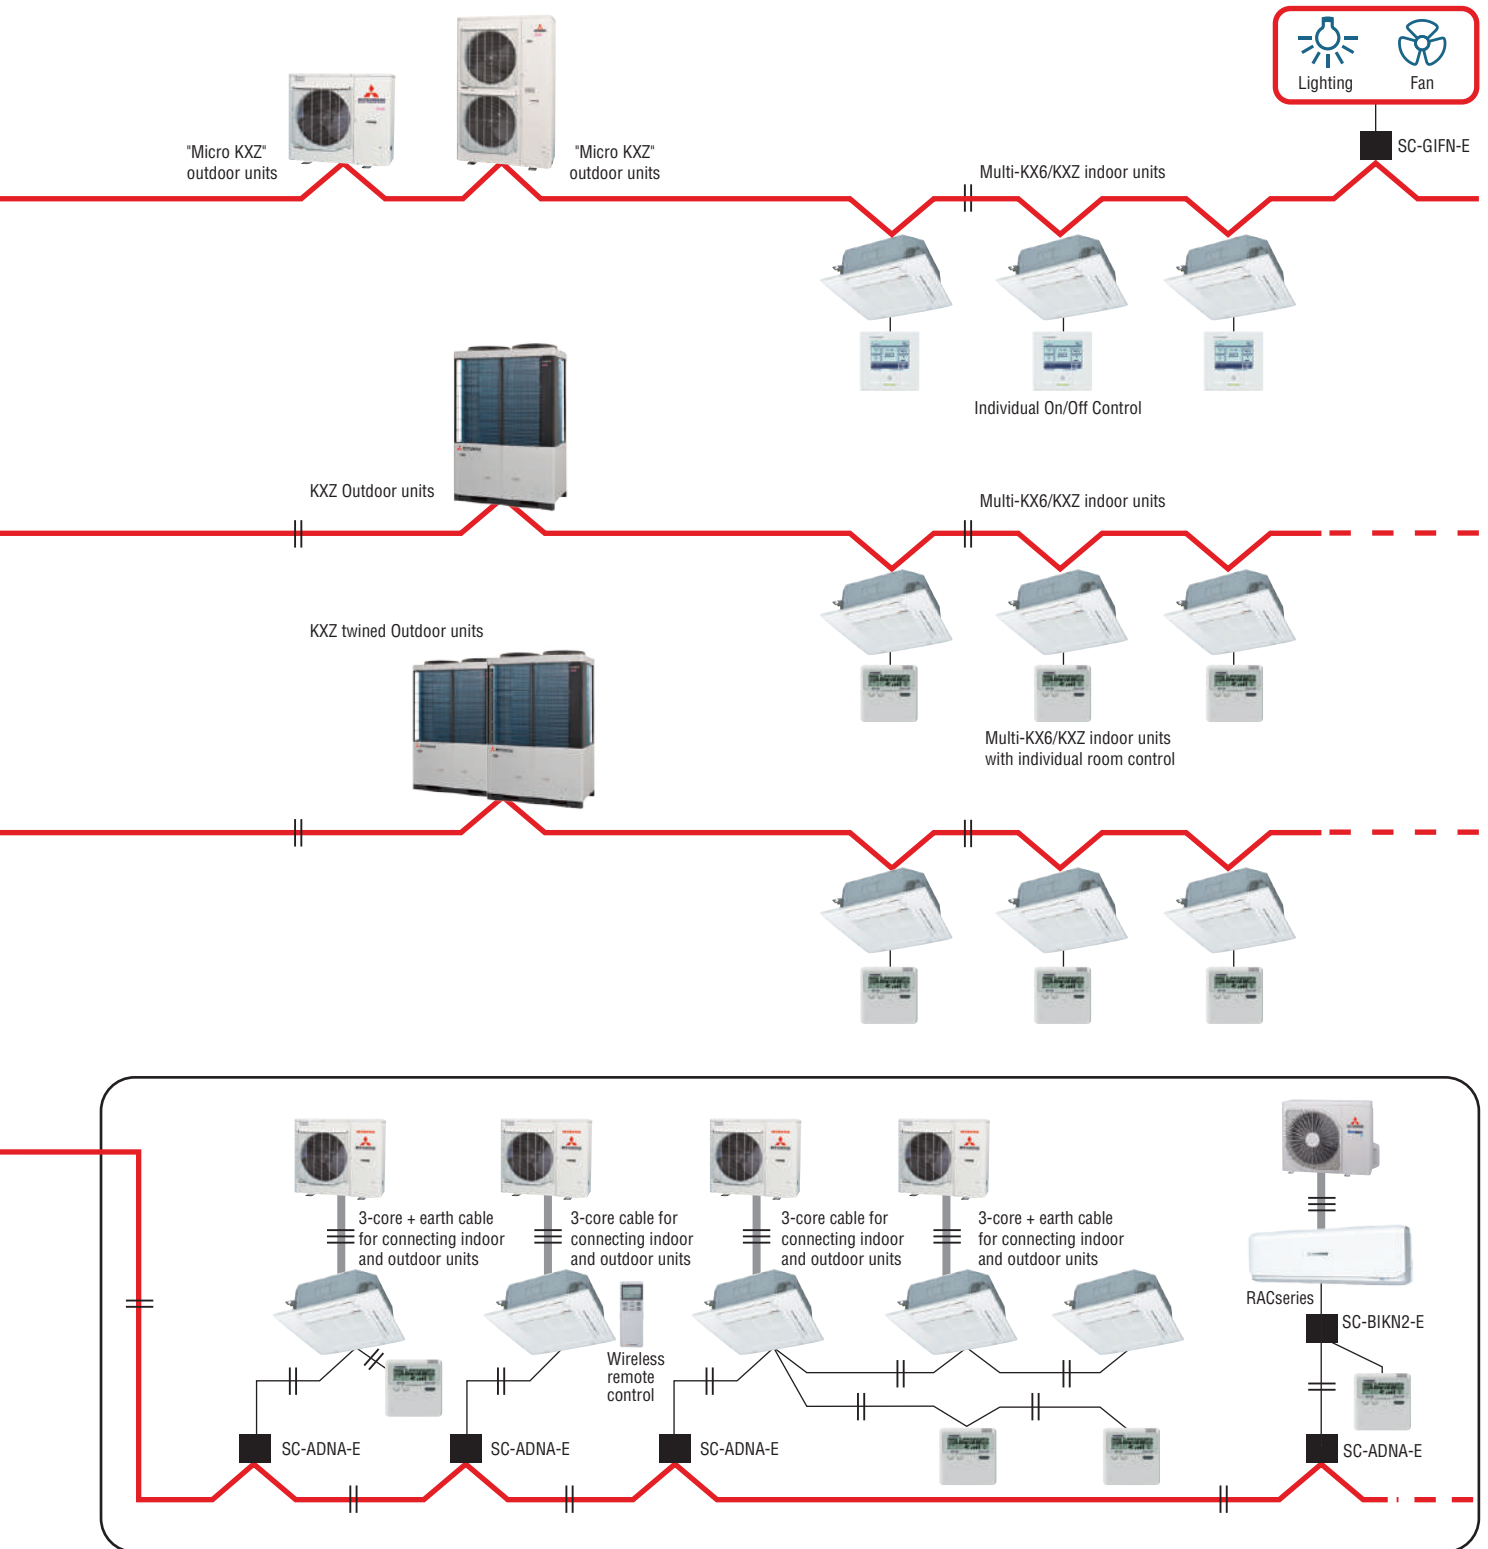 Lighting
Fan
SC-GIFN-E
"Micro KXZ"
outdoor units
"Micro KXZ"
outdoor units
Multi-KX6/KXZ indoor units
Individual On/Off Control
KXZ Outdoor units
Multi-KX6/KXZ indoor units
KXZ twined Outdoor units
Multi-KX6/KXZ indoor units
with individual room control
3-core + earth cable
for connecting indoor
and outdoor units
3-core cable for
connecting indoor
and outdoor units
3-core cable for
connecting indoor
and outdoor units
3-core + earth cable
for connecting indoor
and outdoor units
RACseries
SC-BIKN2-E
Wireless
remote
control
SC-ADNA-E
SC-ADNA-E
SC-ADNA-E
SC-ADNA-E